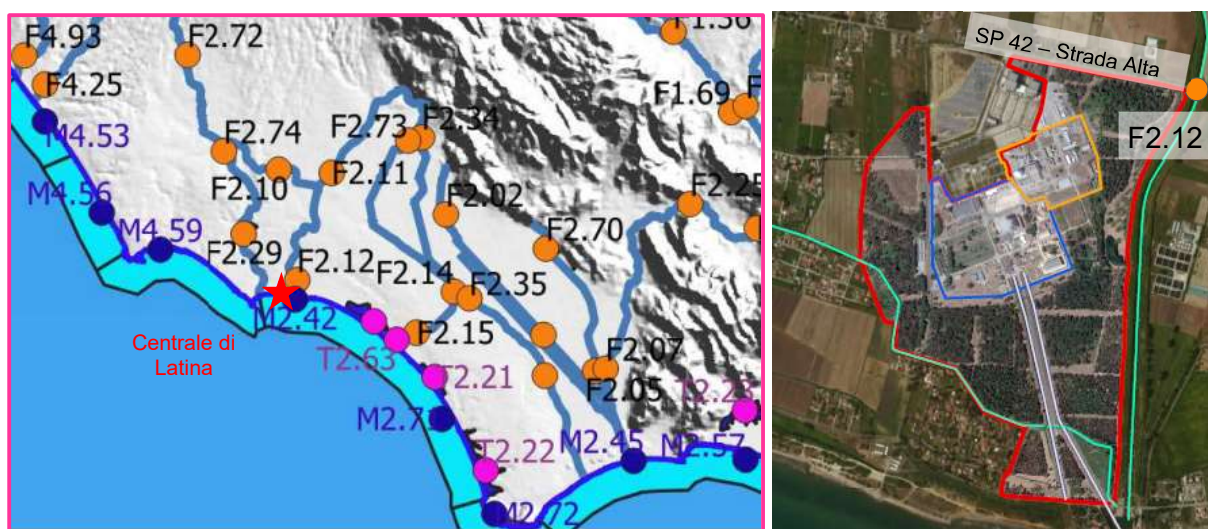 F4.93
F2.72
F1.56
F4.25
F1.69
F
M4.53
F2.74
F2.73
F2.34
F2.10
F2.11
F2.02
F2.25
M4.56
M4.59
F2.29
F2.12
F2.14
F2.35
F2.70
M2.42
Centrale di
Latina
T2.63
F2.15
F2.07
T2.21
F2.05
T2.23
M2.71
T2.22
M2.45
M2.57
M2.72
SP 42 – Strada Alta
F2.12